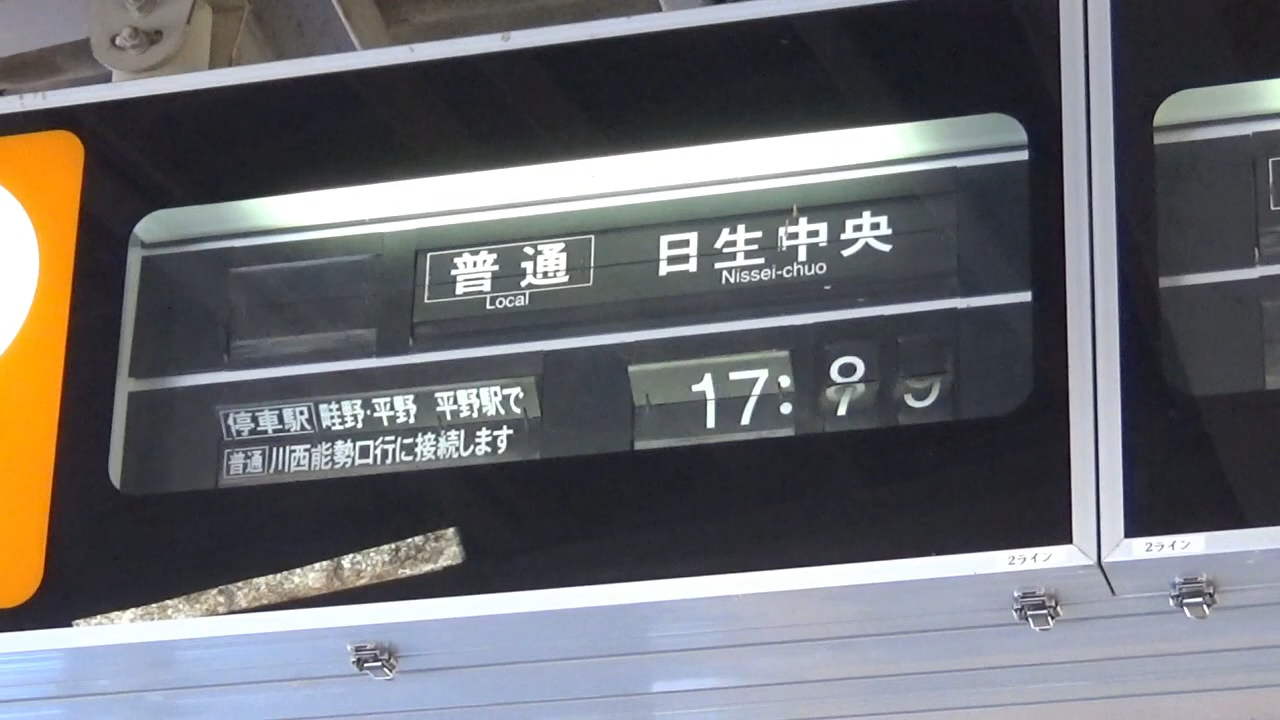 普通 日生中央
Local Nissei-chuo
停車駅 畦野・平野 平野駅で
普通 川西能勢口行に接続します
17:
2ライン
2ライン